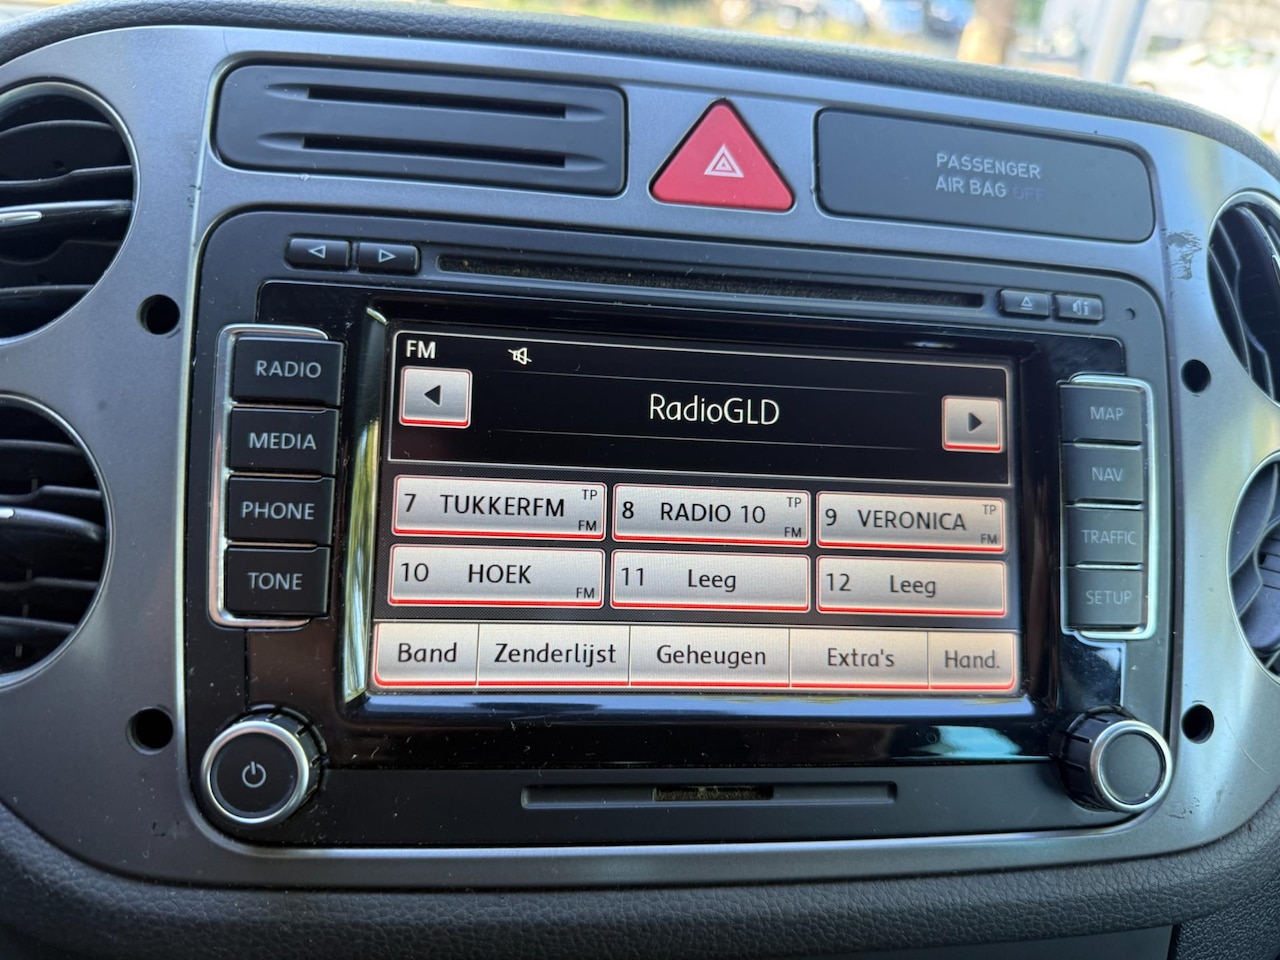 PASSENGER
AIR BAG OFF
RADIO
MEDIA
PHONE
TONE
FM
RadioGLD
7 TUKKERFM TP FM
8 RADIO 10 TP FM
9 VERONICA TP FM
10 HOEK FM
11 Leeg
12 Leeg
Band Zenderlijst Geheugen Extra's Hand.
MAP
NAV
TRAFFIC
SETUP